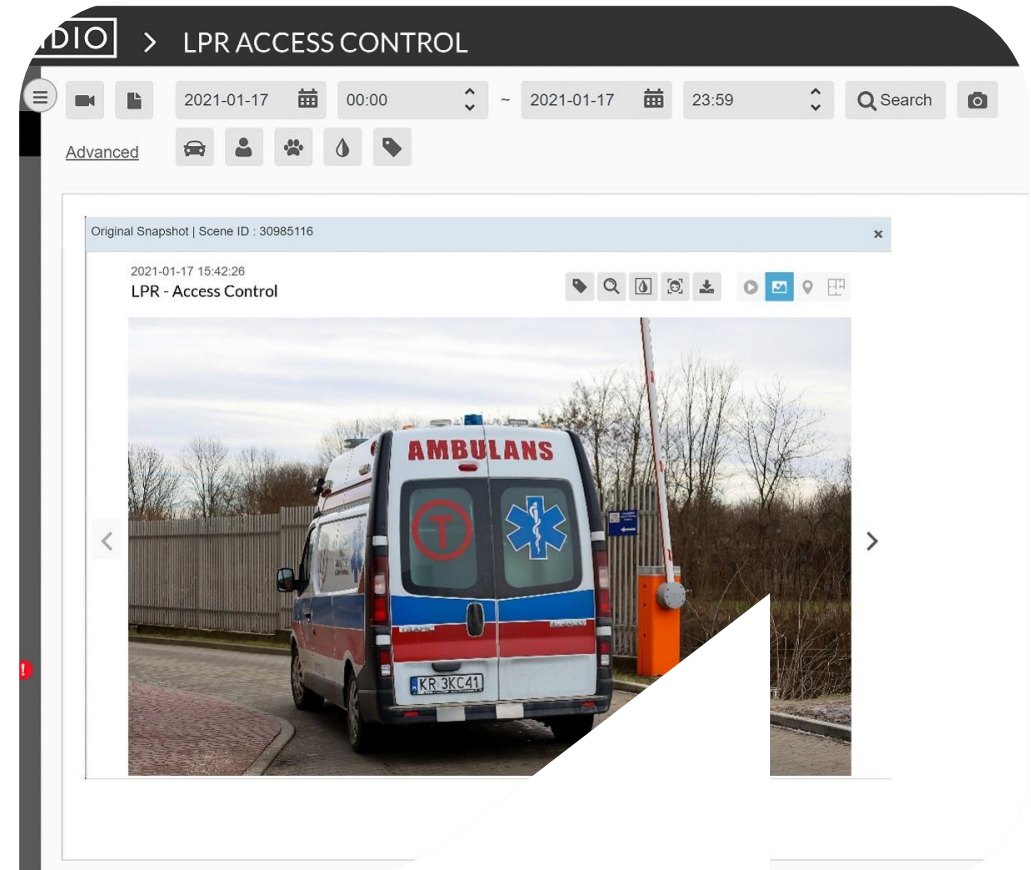 DIO > LPR ACCESS CONTROL
2021-01-17 00:00 ~ 2021-01-17 23:59 Search
Advanced
Original Snapshot | Scene ID : 30985116
2021-01-17 15:42:26
LPR - Access Control
AMBULANS
T
TRAFIC
KR 3KC41
!